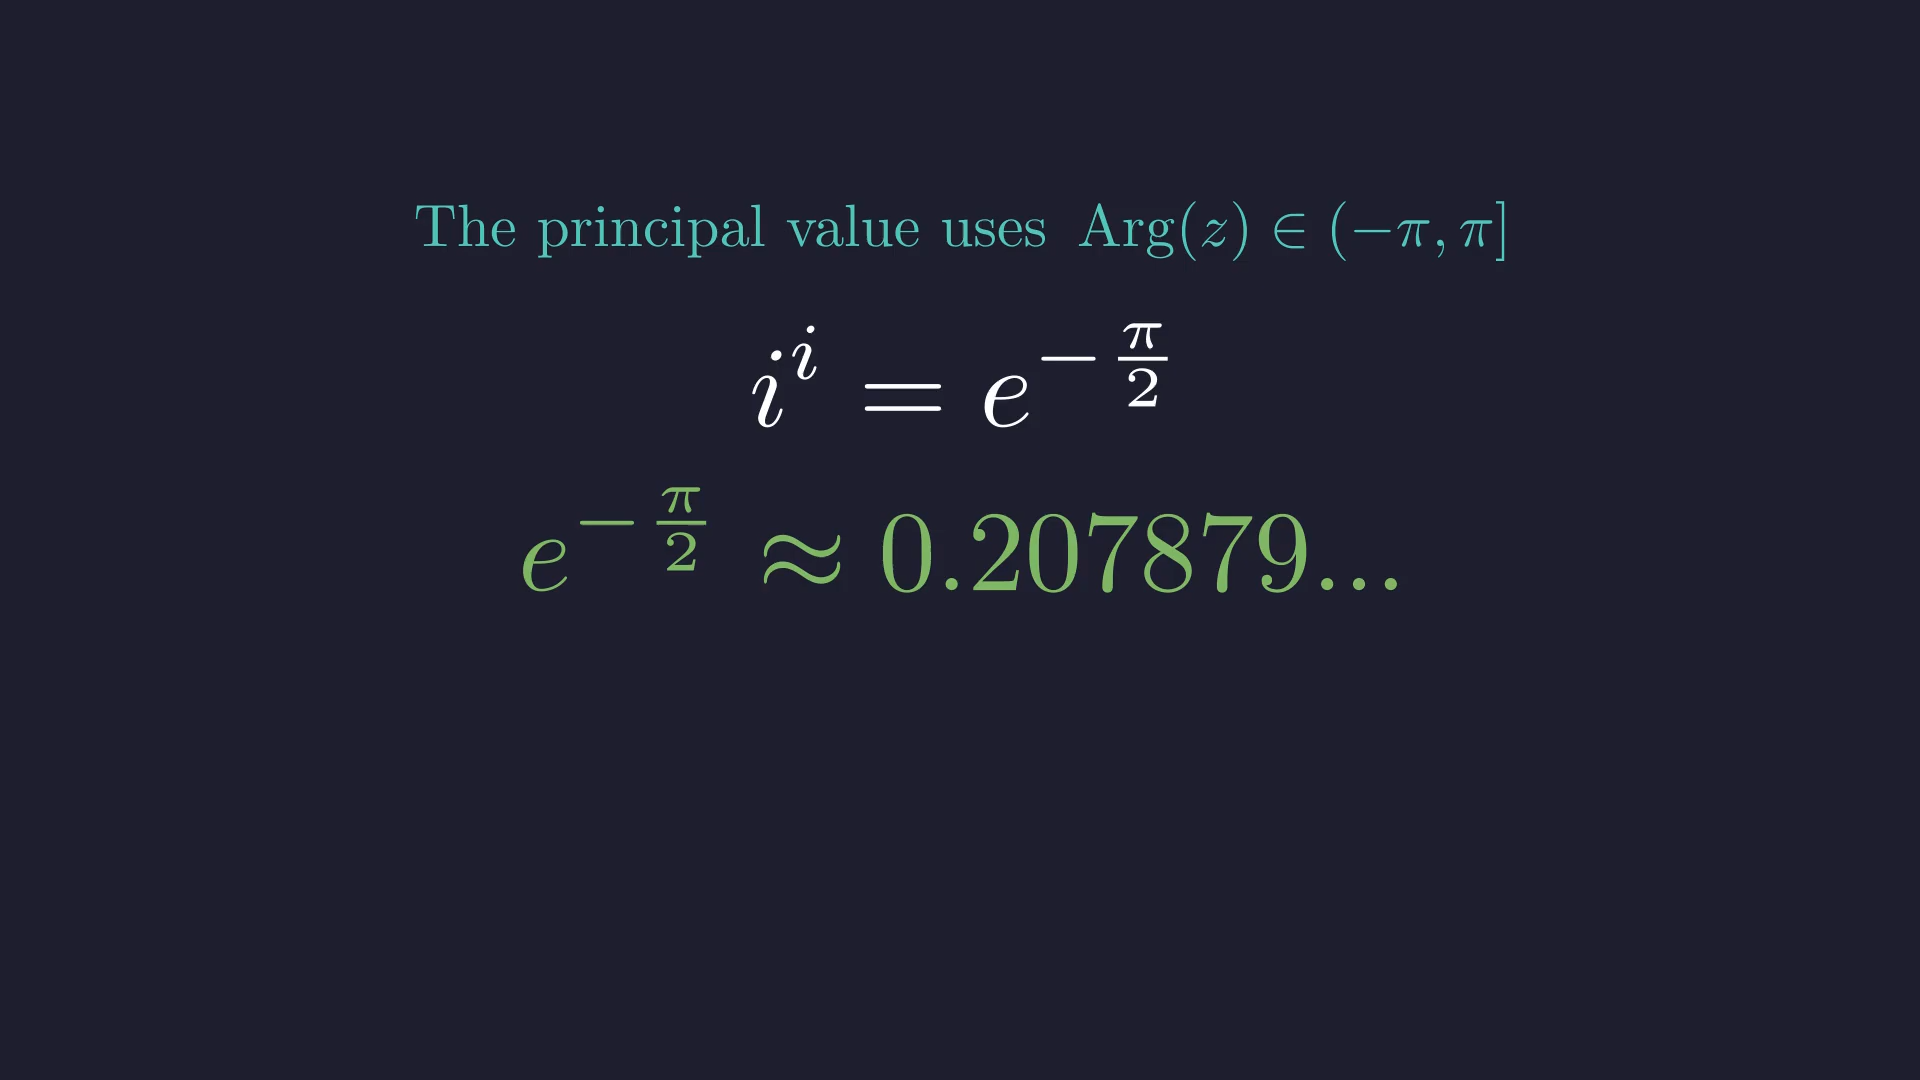 The principal value uses Arg(z) ∈ (−π, π]
i^i = e^{−π/2}
e^{−π/2} ≈ 0.207879...